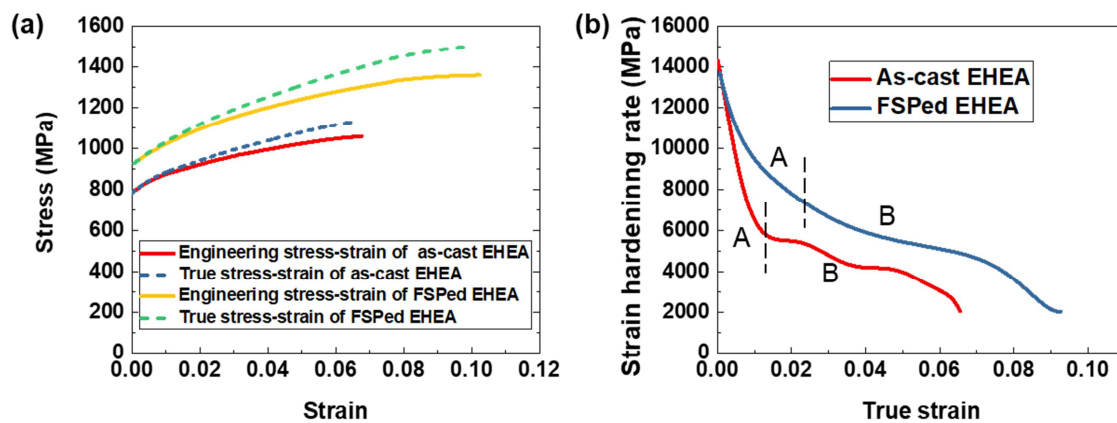 (a)
Stress (MPa)
1600
1400
1200
1000
800
600
400
200
0
Engineering stress-strain of as-cast EHEA
True stress-strain of as-cast EHEA
Engineering stress-strain of FSPed EHEA
True stress-strain of FSPed EHEA
0.00 0.02 0.04 0.06 0.08 0.10 0.12
Strain
(b)
Strain hardenining rate (MPa)
16000
14000
12000
10000
8000
6000
4000
2000
0
As-cast EHEA
FSPed EHEA
A
B
A
B
0.00 0.02 0.04 0.06 0.08 0.10
True strain